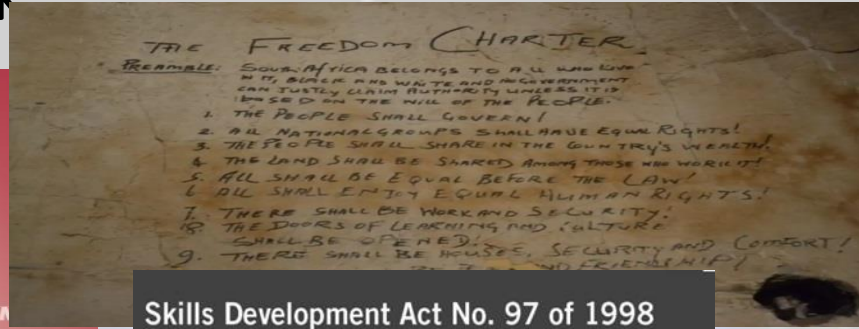 THE FREEDOM CHARTER.
PREAMBLE: SOUTH AFRICA BELONGS TO ALL WHO LIVE
IN IT, BLACK AND WHITE AND NO GOVERNMENT
CAN JUSTLY CLAIM AUTHORITY UNLESS IT IS
BASED ON THE WILL OF THE PEOPLE.
1. THE PEOPLE SHALL GOVERN!
2. ALL NATIONAL GROUPS SHALL HAVE EQUAL RIGHTS!
3. THE PEOPLE SHALL SHARE IN THE COUNTRY'S WEALTH!
4. THE LAND SHALL BE SHARED AMONG THOSE WHO WORK IT!
5. ALL SHALL BE EQUAL BEFORE THE LAW!
6. ALL SHALL ENJOY EQUAL HUMAN RIGHTS!
7. THERE SHALL BE WORK AND SECURITY!
8. THE DOORS OF LEARNING AND CULTURE
SHALL BE OPENED.
9. THERE SHALL BE HOUSES, SECURITY AND COMFORT!
AND FRIENDSHIP!
Skills Development Act No. 97 of 1998